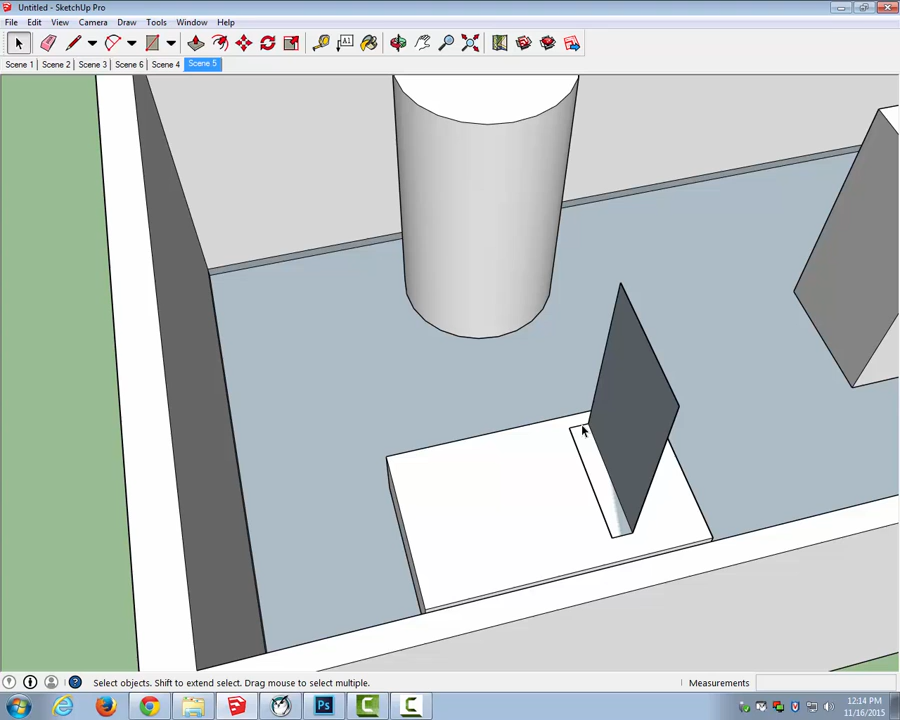 Untitled - SketchUp Pro
File Edit View Camera Draw Tools Window Help
A1
Scene 1 Scene 2 Scene 3 Scene 6 Scene 4 Scene 5
Select objects. Shift to extend select. Drag mouse to select multiple. Measurements
Ps
12:14 PM
11/16/2015